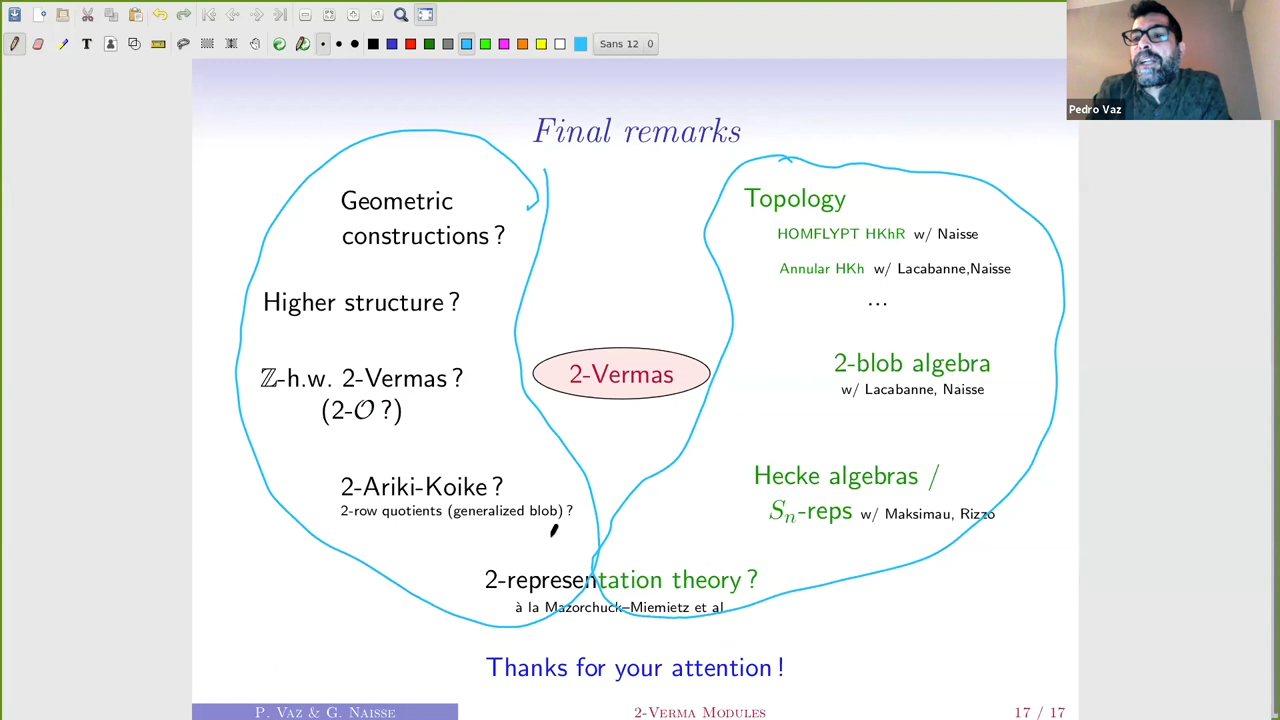 Sans 12 0
Pedro Vaz
Final remarks
Geometric
constructions ?
Higher structure ?
ℤ-h.w. 2-Vermas ?
(2-𝒪 ?)
2-Ariki-Koike ?
2-row quotients (generalized blob) ?
2-Vermas
Topology
HOMFLYPT HKhR w/ Naisse
Annular HKh w/ Lacabanne,Naisse
...
2-blob algebra
w/ Lacabanne, Naisse
Hecke algebras /
Sₙ-reps w/ Maksimau, Rizzo
2-representation theory ?
à la Mazorchuck–Miemietz et al
Thanks for your attention !
P. Vaz & G. Naisse
2-Verma Modules
17 / 17